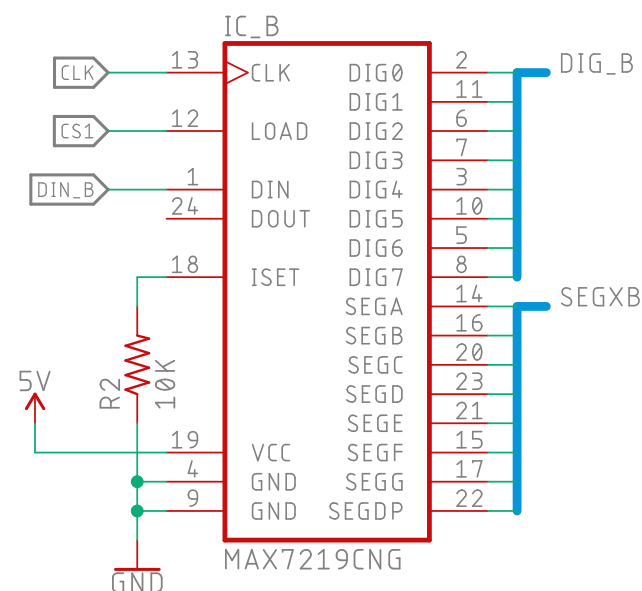 IC_B
CLK 13 CLK DIG0 2 DIG_B
DIG1 11
CS1 12 LOAD DIG2 6
DIG3 7
DIN_B 1 DIN DIG4 3
24 DOUT DIG5 10
DIG6 5
18 ISET DIG7 8
SEGA 14 SEGXB
SEGB 16
SEGC 20
5V R2 10K SEGD 23
SEGE 21
19 VCC SEGF 15
4 GND SEGG 17
9 GND SEGDP 22
MAX7219CNG
GND